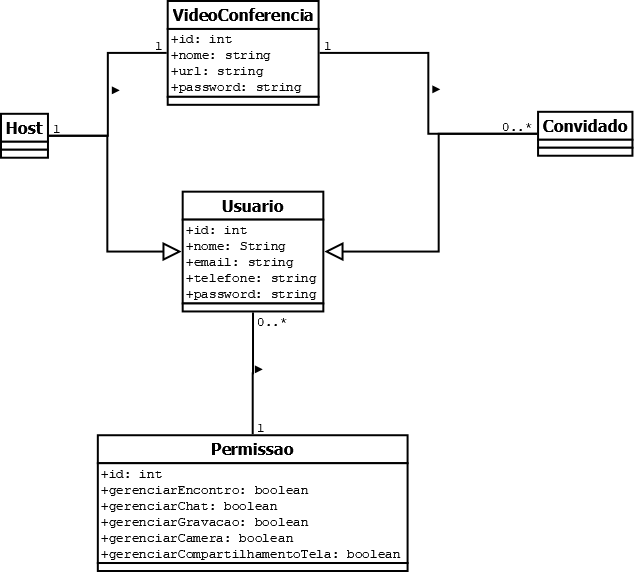 VideoConferencia
+id: int
+nome: string
+url: string
+password: string
1
1
Host
1
Convidado
0..*
Usuario
+id: int
+nome: String
+email: string
+telefone: string
+password: string
0..*
1
Permissao
+id: int
+gerenciarEncontro: boolean
+gerenciarChat: boolean
+gerenciarGravacao: boolean
+gerenciarCamera: boolean
+gerenciarCompartilhamentoTela: boolean